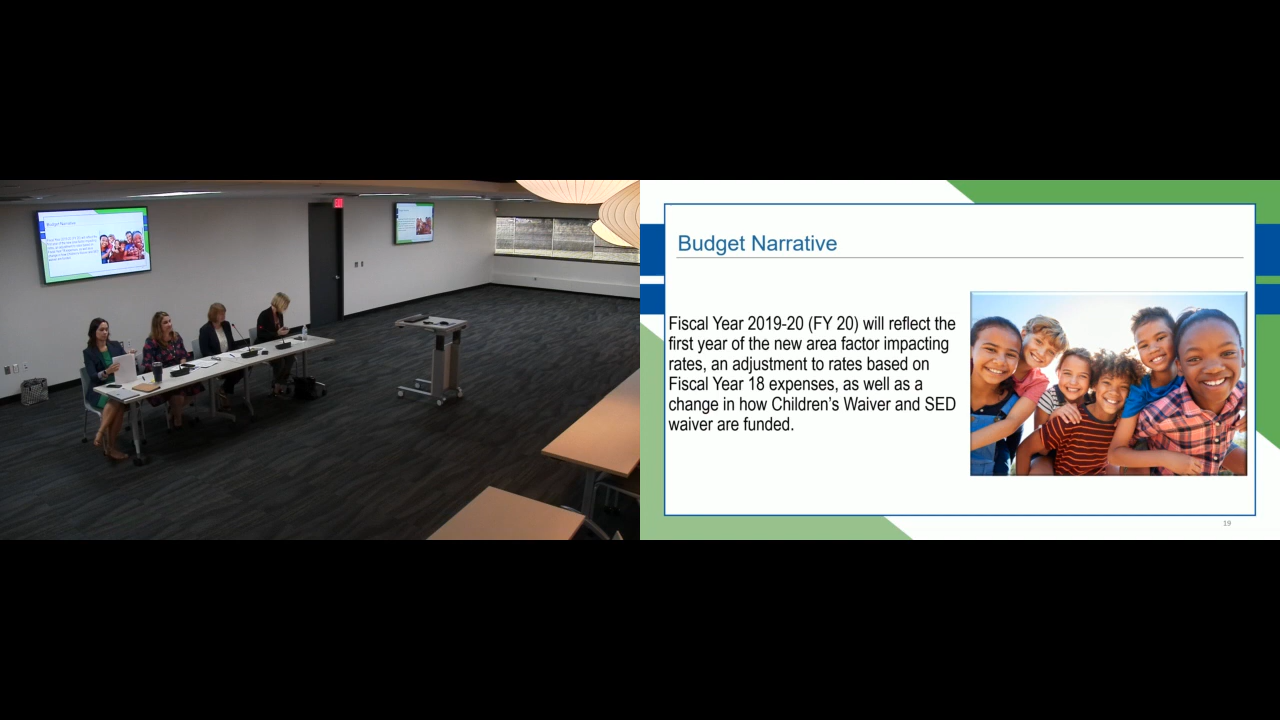 Budget Narrative
Fiscal Year 2019-20 (FY 20) will reflect the
first year of the new area factor impacting
rates, an adjustment to rates based on
Fiscal Year 18 expenses, as well as a
change in how Children's Waiver and SED
waiver are funded.
19
Budget Narrative